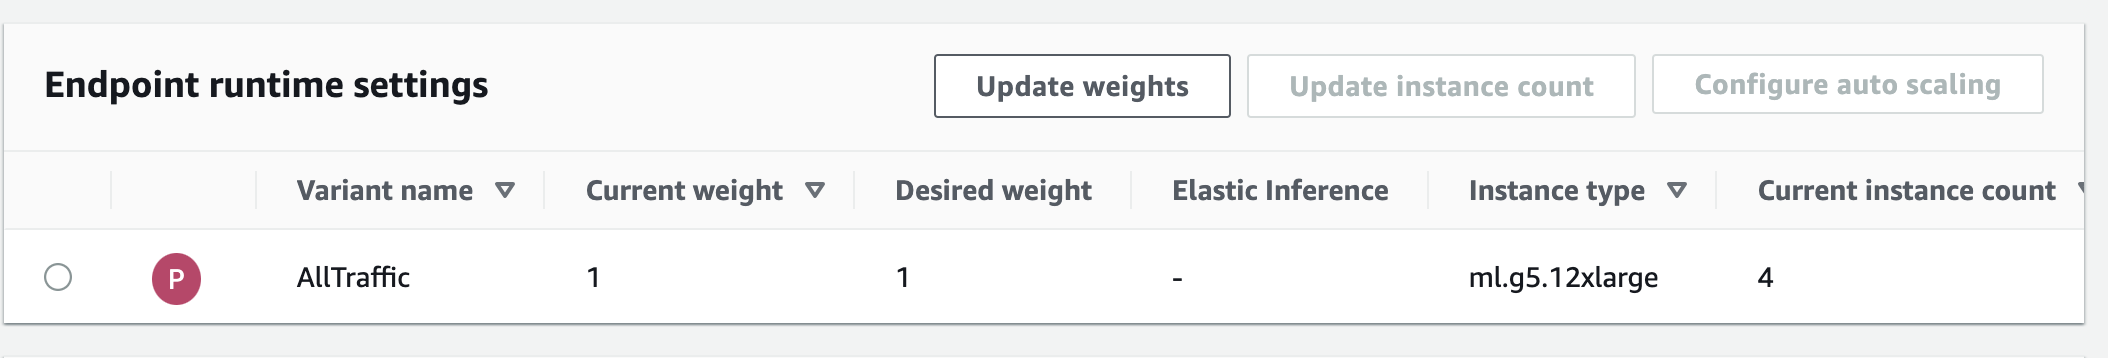 Endpoint runtime settings
Update weights
Update instance count
Configure auto scaling
Variant name
Current weight
Desired weight
Elastic Inference
Instance type
Current instance count
P
AllTraffic
1
1
-
ml.g5.12xlarge
4